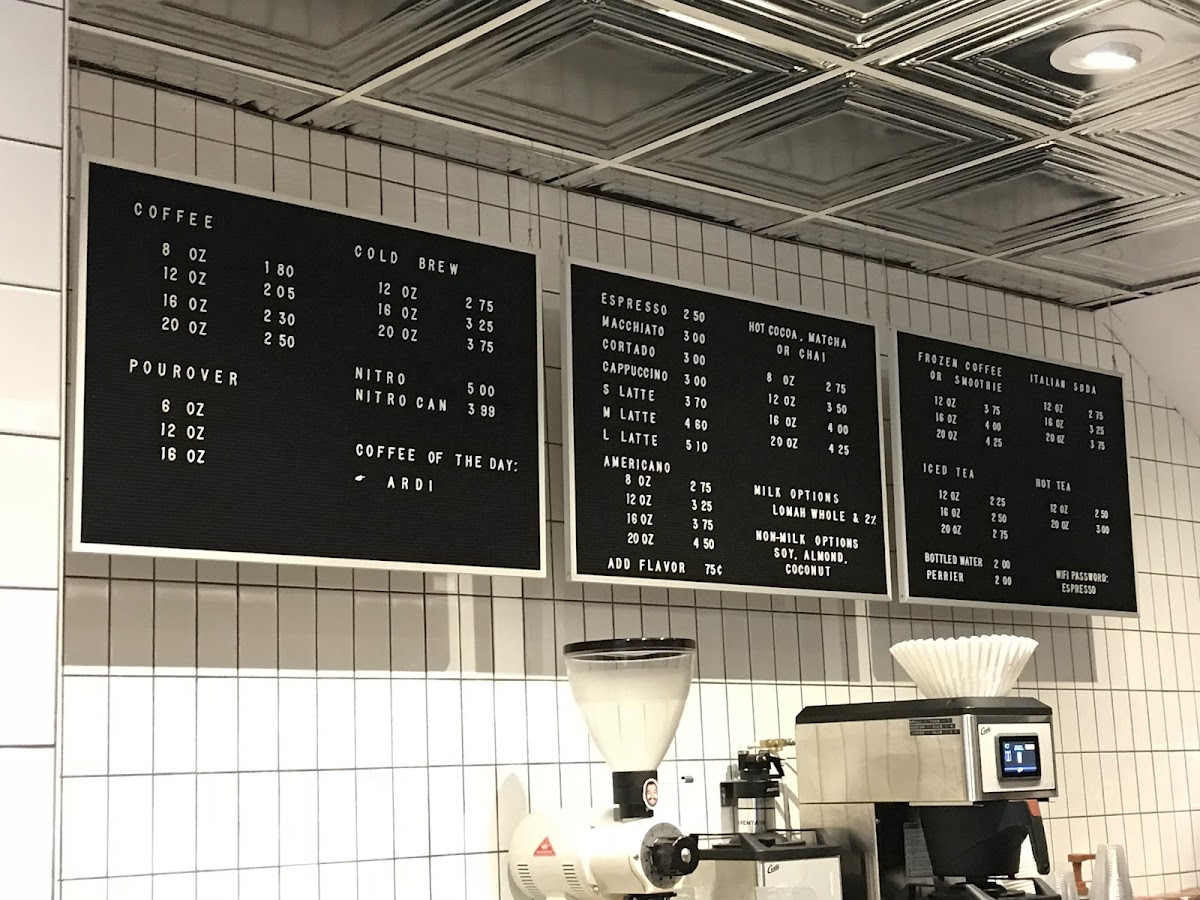 COFFEE
8 OZ 1 80
12 OZ 2 05
16 OZ 2 30
20 OZ 2 50
POUROVER
6 OZ
12 OZ
16 OZ
COLD BREW
12 OZ 2 75
16 OZ 3 25
20 OZ 3 75
NITRO 5 00
NITRO CAN 3 99
COFFEE OF THE DAY:
☛ ARDI
ESPRESSO 2 50
MACCHIATO 3 00
CORTADO 3 00
CAPPUCCINO 3 00
S LATTE 3 70
M LATTE 4 60
L LATTE 5 10
AMERICANO
8 OZ 2 75
12 OZ 3 25
16 OZ 3 75
20 OZ 4 50
ADD FLAVOR 75¢
HOT COCOA, MATCHA
OR CHAI
8 OZ 2 75
12 OZ 3 50
16 OZ 4 00
20 OZ 4 25
MILK OPTIONS
LOMAH WHOLE & 2%
NON-MILK OPTIONS
SOY, ALMOND,
COCONUT
FROZEN COFFEE
OR SMOOTHIE
12 OZ 3 75
16 OZ 4 00
20 OZ 4 25
ICED TEA
12 OZ 2 25
16 OZ 2 50
20 OZ 2 75
BOTTLED WATER 2 00
PERRIER 2 00
ITALIAN SODA
12 OZ 2 75
16 OZ 3 25
20 OZ 3 75
HOT TEA
12 OZ 2 50
20 OZ 3 00
WIFI PASSWORD:
ESPRESSO
Curtis
Curtis